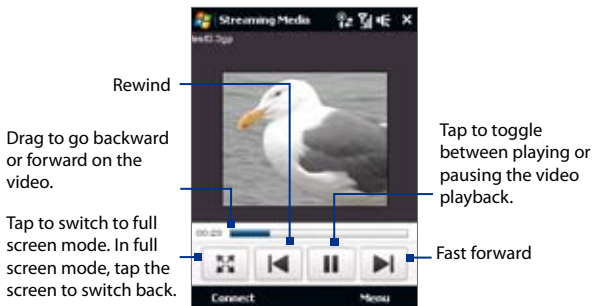 Streaming Media
Rewind
Drag to go backward
or forward on the
video.
Tap to switch to full
screen mode. In full
screen mode, tap the
screen to switch back.
Tap to toggle
between playing or
pausing the video
playback.
Fast forward
Connect
Menu